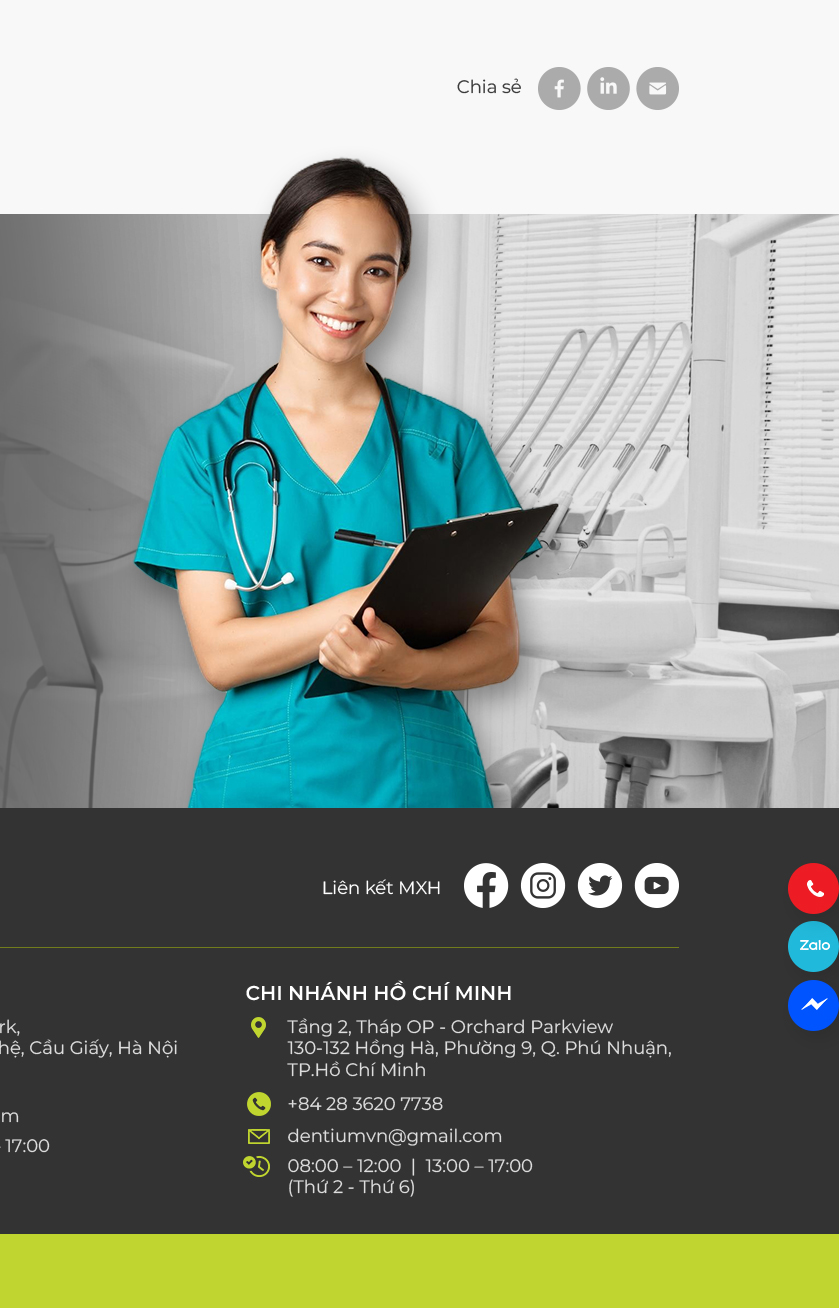 Chia sẻ
Liên kết MXH
Zalo
rk,
hệ, Cầu Giấy, Hà Nội
m
17:00
CHI NHÁNH HỒ CHÍ MINH
Tầng 2, Tháp OP - Orchard Parkview
130-132 Hồng Hà, Phường 9, Q. Phú Nhuận,
TP.Hồ Chí Minh
+84 28 3620 7738
dentiumvn@gmail.com
08:00 – 12:00 | 13:00 – 17:00
(Thứ 2 - Thứ 6)